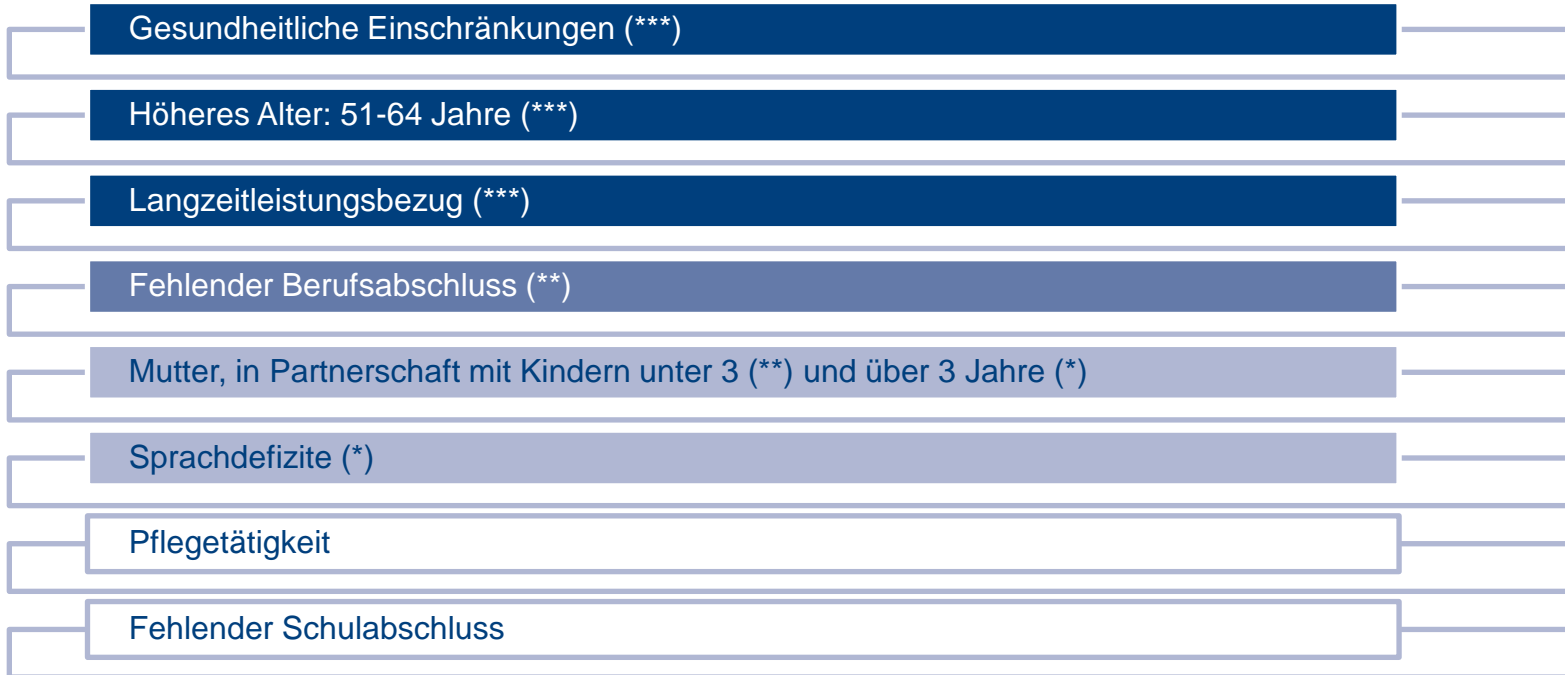 Gesundheitliche Einschränkungen (***)
Höheres Alter: 51-64 Jahre (***)
Langzeitleistungsbezug (***)
Fehlender Berufsabschluss (**)
Mutter, in Partnerschaft mit Kindern unter 3 (**) und über 3 Jahre (*)
Sprachdefizite (*)
Pflegetätigkeit
Fehlender Schulabschluss